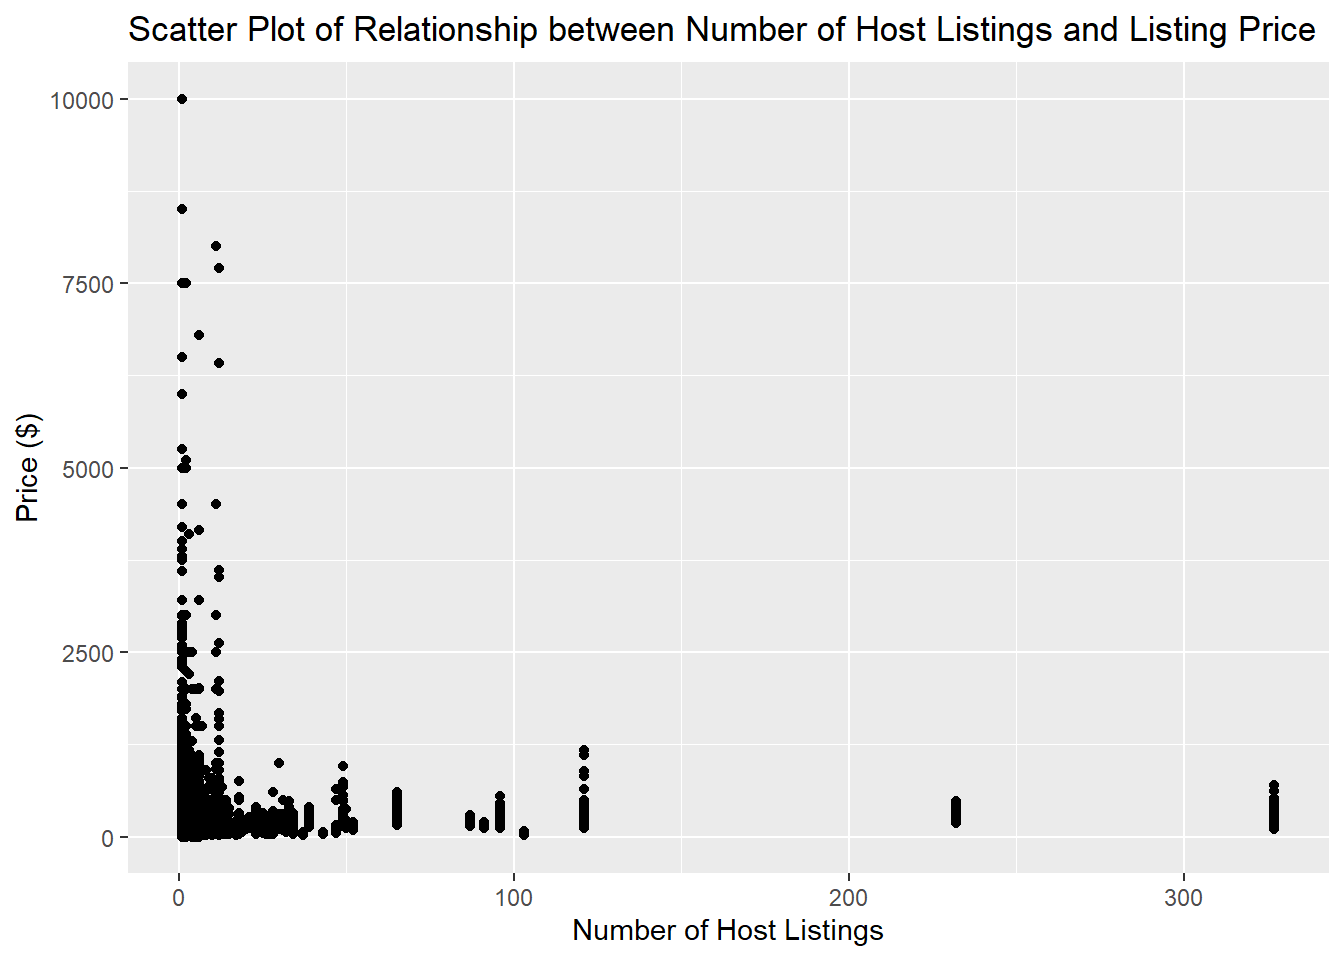 Scatter Plot of Relationship between Number of Host Listings and Listing Price
10000
7500
5000
2500
0
Price ($)
0 100 200 300
Number of Host Listings